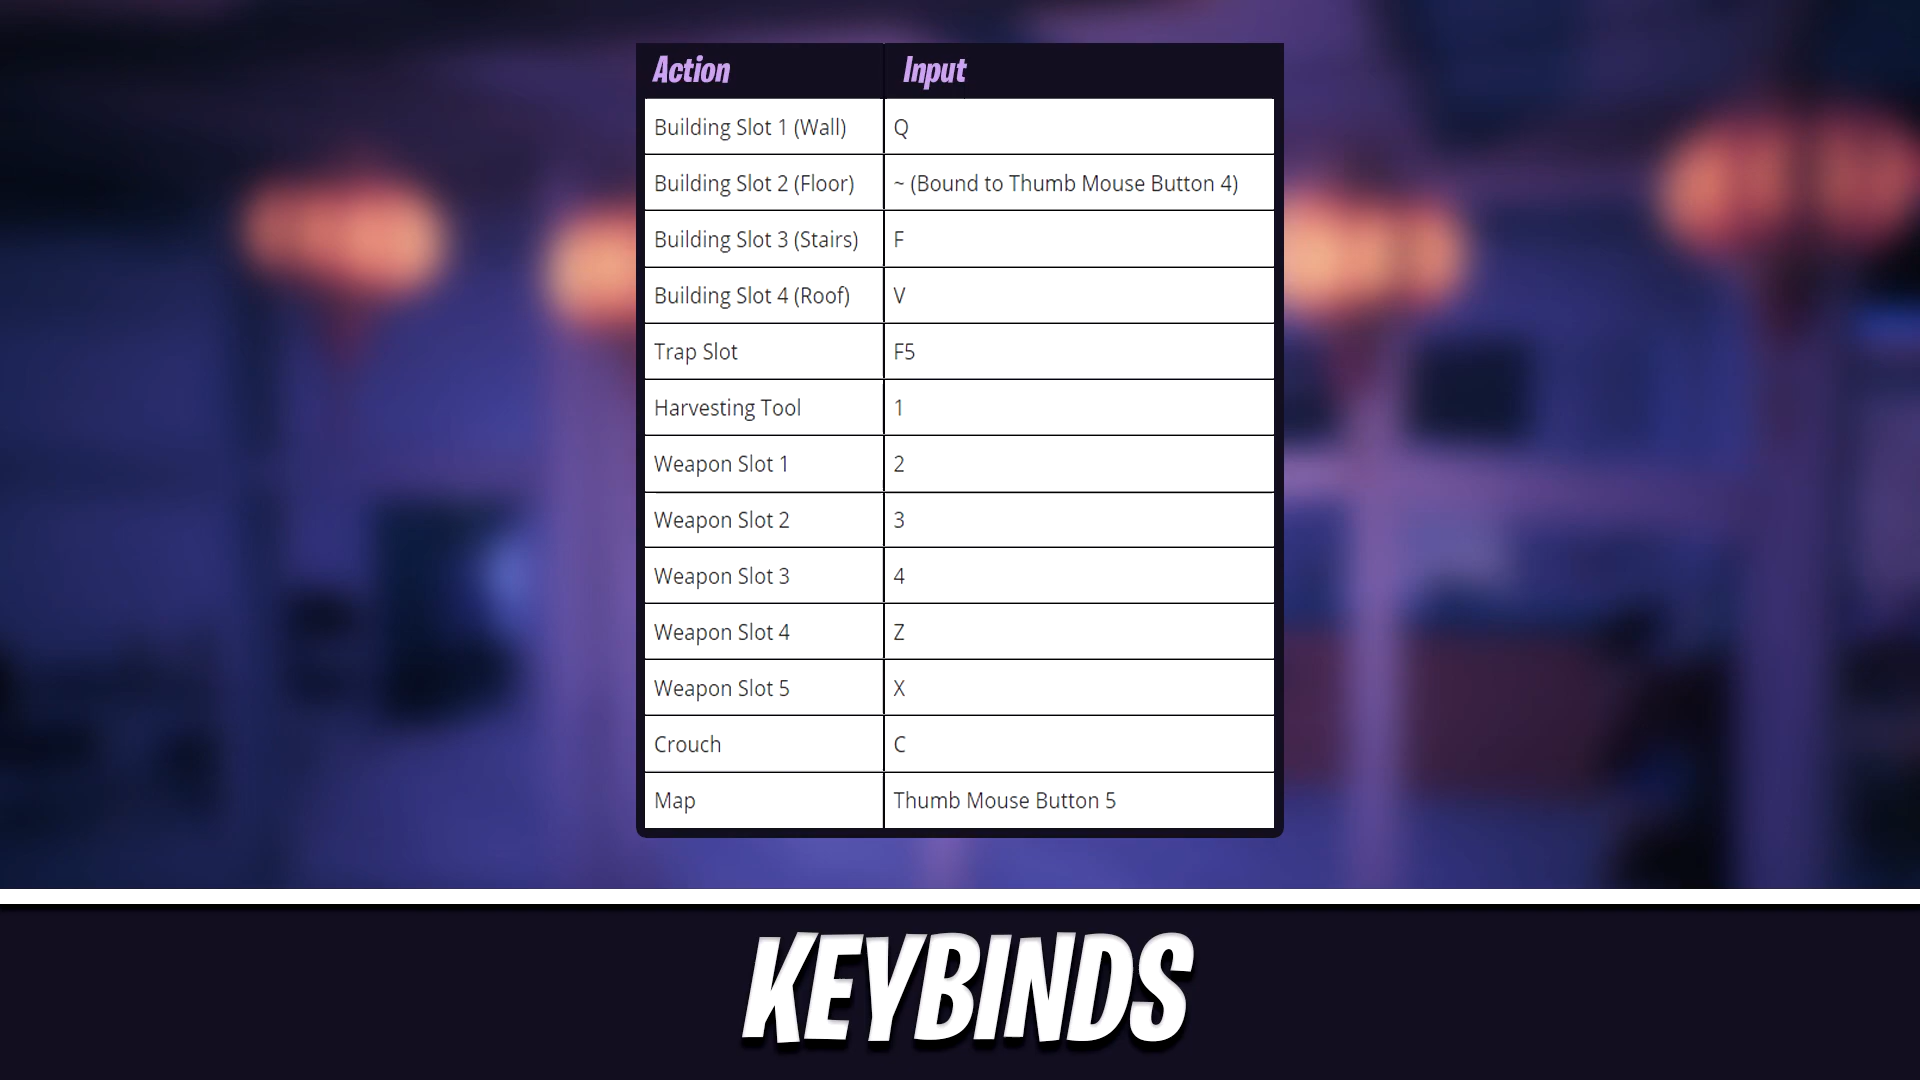 Action Input
Building Slot 1 (Wall) Q
Building Slot 2 (Floor) ~ (Bound to Thumb Mouse Button 4)
Building Slot 3 (Stairs) F
Building Slot 4 (Roof) V
Trap Slot F5
Harvesting Tool 1
Weapon Slot 1 2
Weapon Slot 2 3
Weapon Slot 3 4
Weapon Slot 4 Z
Weapon Slot 5 X
Crouch C
Map Thumb Mouse Button 5
KEYBINDS